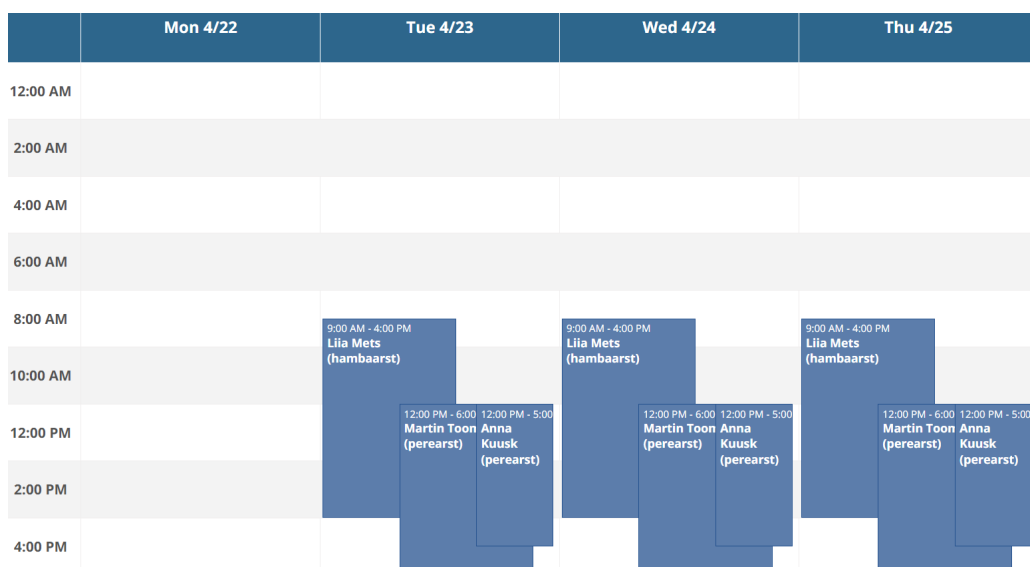 Mon 4/22
Tue 4/23
Wed 4/24
Thu 4/25
12:00 AM
2:00 AM
4:00 AM
6:00 AM
8:00 AM
10:00 AM
12:00 PM
2:00 PM
4:00 PM
9:00 AM - 4:00 PM
Liia Mets
(hambaarst)
12:00 PM - 6:00
Martin Toon
(perearst)
12:00 PM - 5:00
Anna
Kuusk
(perearst)
9:00 AM - 4:00 PM
Liia Mets
(hambaarst)
12:00 PM - 6:00
Martin Toon
(perearst)
12:00 PM - 5:00
Anna
Kuusk
(perearst)
9:00 AM - 4:00 PM
Liia Mets
(hambaarst)
12:00 PM - 6:00
Martin Toon
(perearst)
12:00 PM - 5:00
Anna
Kuusk
(perearst)